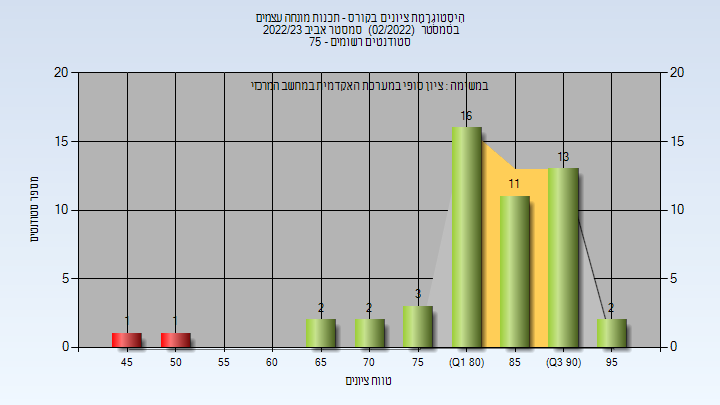 היסטוגרמת ציונים בקורס - תכנות מונחה עצמים
בסמסטר (02/2022) סמסטר אביב 2022/23
סטודנטים רשומים - 75
במשימה : ציון סופי במערכת האקדמית במחשב המרכזי
מספר סטודנטים
20 20
15 15
10 10
5 5
0 0
1 1 2 2 3 16 11 13 2
45 50 55 60 65 70 75 (Q1 80) 85 (Q3 90) 95
טווח ציונים